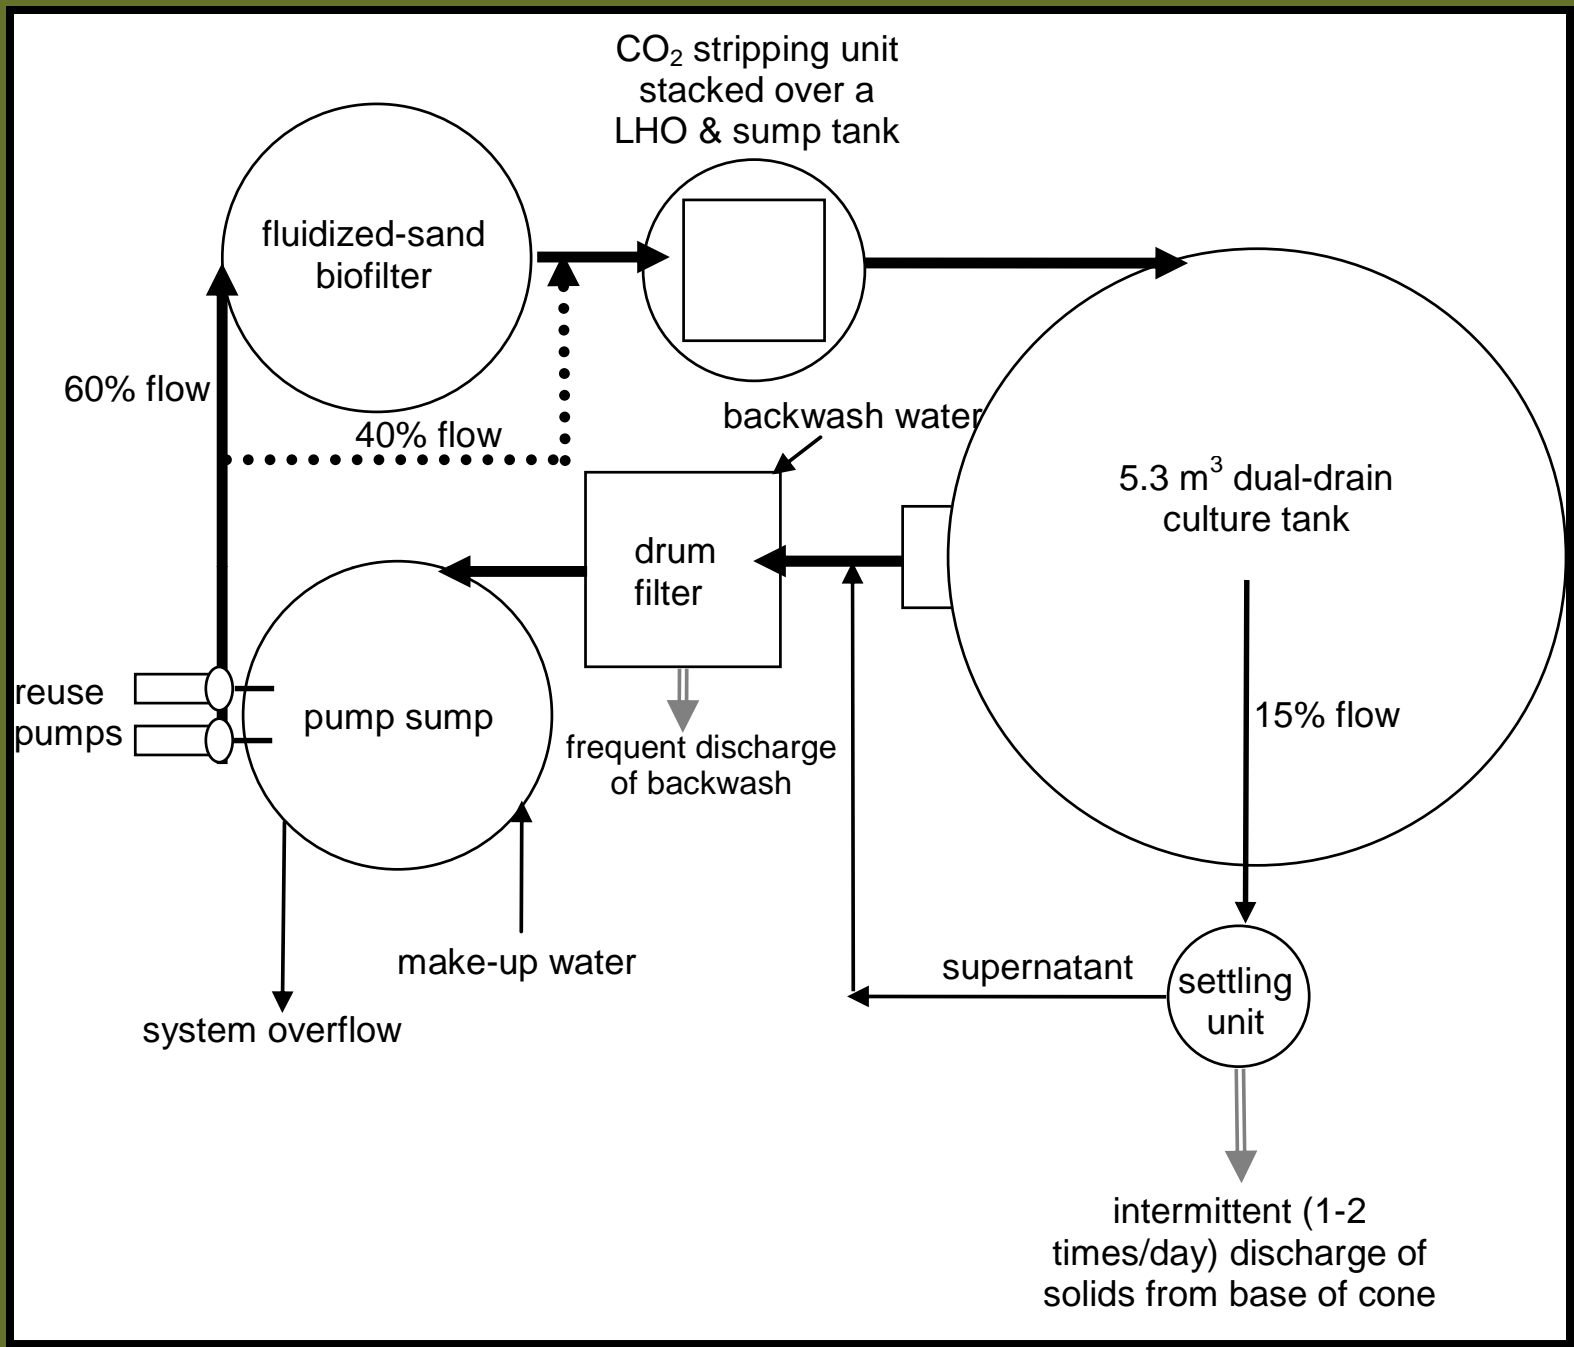 CO₂ stripping unit
stacked over a
LHO & sump tank
fluidized-sand
biofilter
60% flow
40% flow
backwash water
5.3 m³ dual-drain
culture tank
drum
filter
reuse
pumps
pump sump
15% flow
frequent discharge
of backwash
make-up water
supernatant
settling
unit
system overflow
intermittent (1-2
times/day) discharge of
solids from base of cone